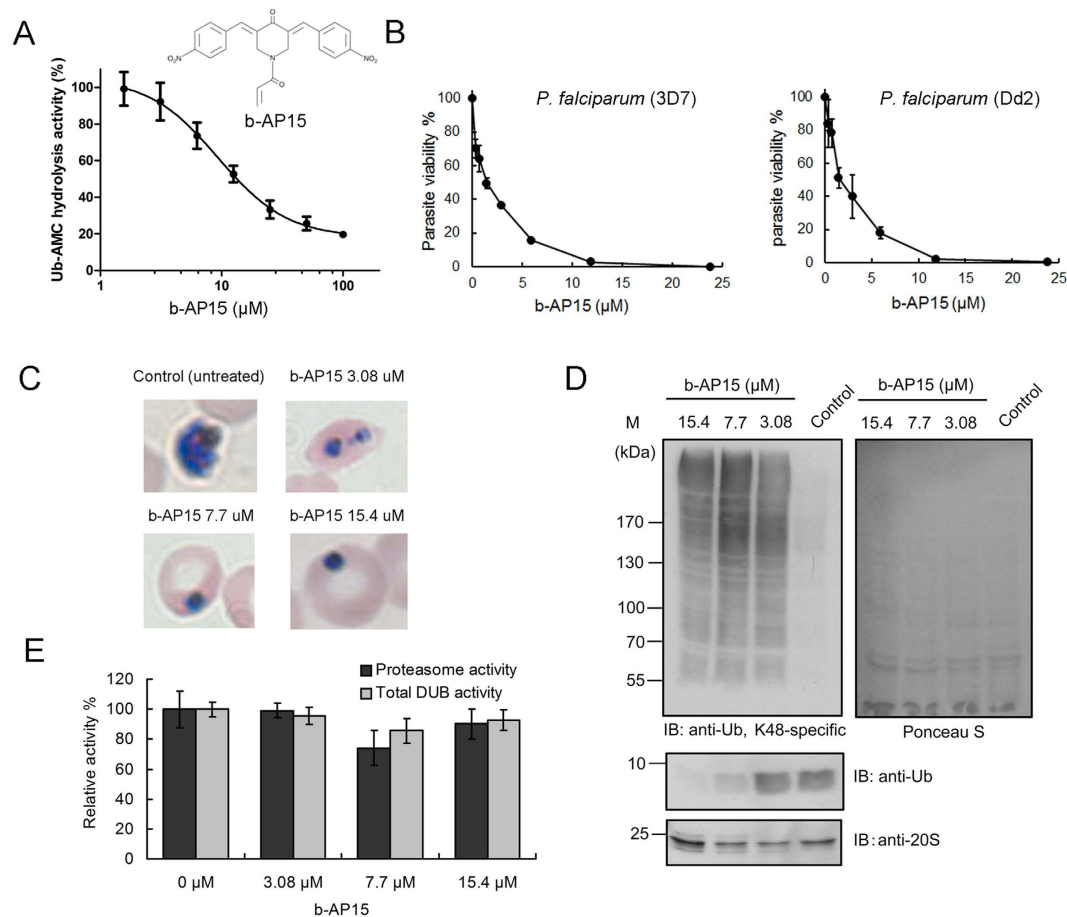 A
O₂N
O
NO₂
N
O
b-AP15
Ub-AMC hydrolysis activity (%)
100
80
60
40
20
0
1
10
100
b-AP15 (µM)
B
P. falciparum (3D7)
Parasite viability %
100
80
60
40
20
0
0 5 10 15 20 25
b-AP15 (µM)
P. falciparum (Dd2)
parasite viability %
100
80
60
40
20
0
0 5 10 15 20 25
b-AP15 (µM)
C
Control (untreated)
b-AP15 3.08 uM
b-AP15 7.7 uM
b-AP15 15.4 uM
D
b-AP15 (µM)
M 15.4 7.7 3.08 Control
(kDa)
170
130
100
70
55
IB: anti-Ub, K48-specific
b-AP15 (µM)
15.4 7.7 3.08 Control
Ponceau S
10
IB: anti-Ub
25
IB: anti-20S
E
Proteasome activity
Total DUB activity
Relative activity %
120
100
80
60
40
20
0
0 µM 3.08 µM 7.7 µM 15.4 µM
b-AP15